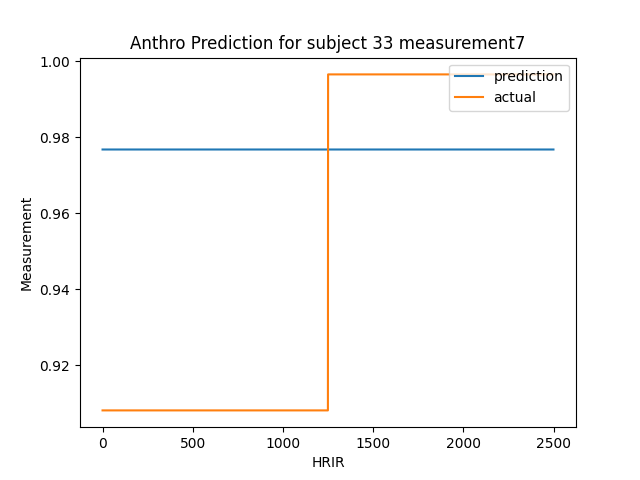 Anthro Prediction for subject 33 measurement7
1.00
0.98
0.96
0.94
0.92
Measurement
prediction
actual
0
500
1000
1500
2000
2500
HRIR